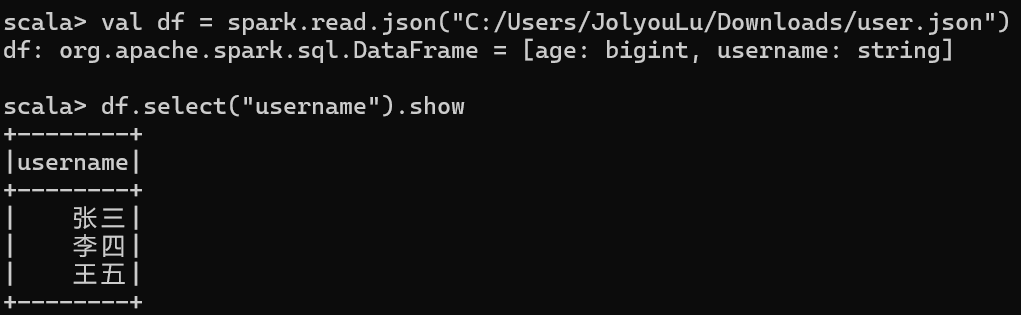 scala> val df = spark.read.json("C:/Users/JolyouLu/Downloads/user.json")
df: org.apache.spark.sql.DataFrame = [age: bigint, username: string]
scala> df.select("username").show
+--------+
|username|
+--------+
|    张三|
|    李四|
|    王五|
+--------+